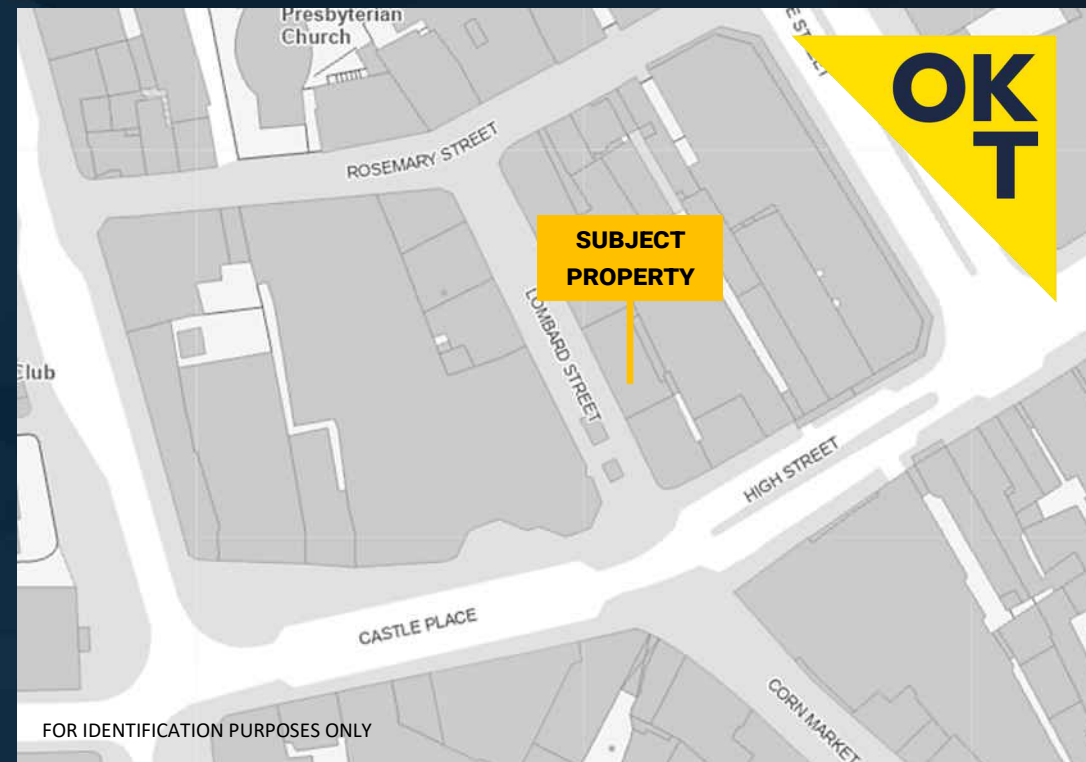 Presbyterian
Church
OK
T
ROSEMARY STREET
SUBJECT
PROPERTY
LOMBARD STREET
HIGH STREET
CASTLE PLACE
CORN MARKET
FOR IDENTIFICATION PURPOSES ONLY